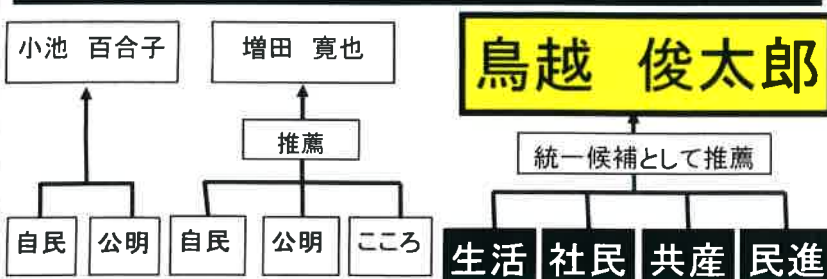 小池 百合子
増田 寛也
鳥越 俊太郎
推薦
統一候補として推薦
自民
公明
自民
公明
こころ
生活
社民
共産
民進